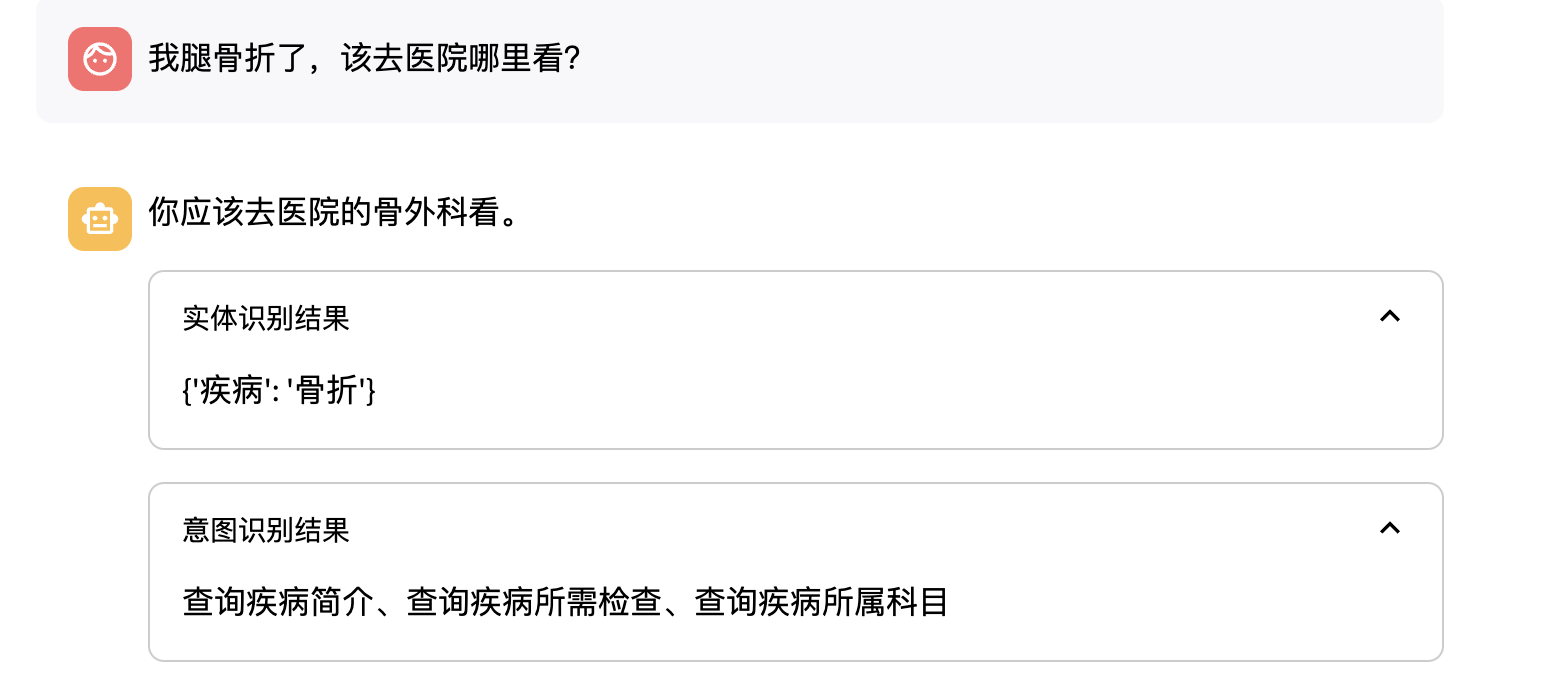 我腿骨折了，该去医院哪里看?
你应该去医院的骨外科看。
实体识别结果
{'疾病': '骨折'}
意图识别结果
查询疾病简介、查询疾病所需检查、查询疾病所属科目